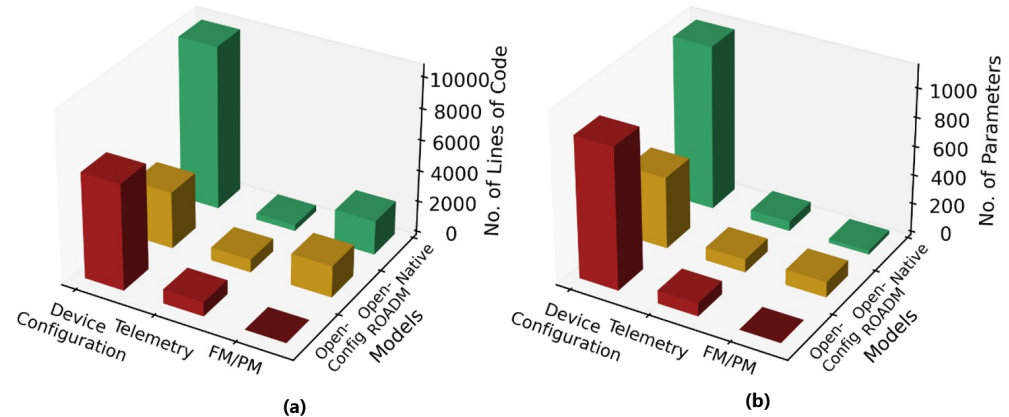 10000
8000
6000
4000
2000
0
No. of Lines of Code
Device
Configuration
Telemetry
FM/PM
Open-
Config
Open-
ROADM
Native
Models
(a)
1000
800
600
400
200
0
No. of Parameters
Device
Configuration
Telemetry
FM/PM
Open-
Config
Open-
ROADM
Native
Models
(b)